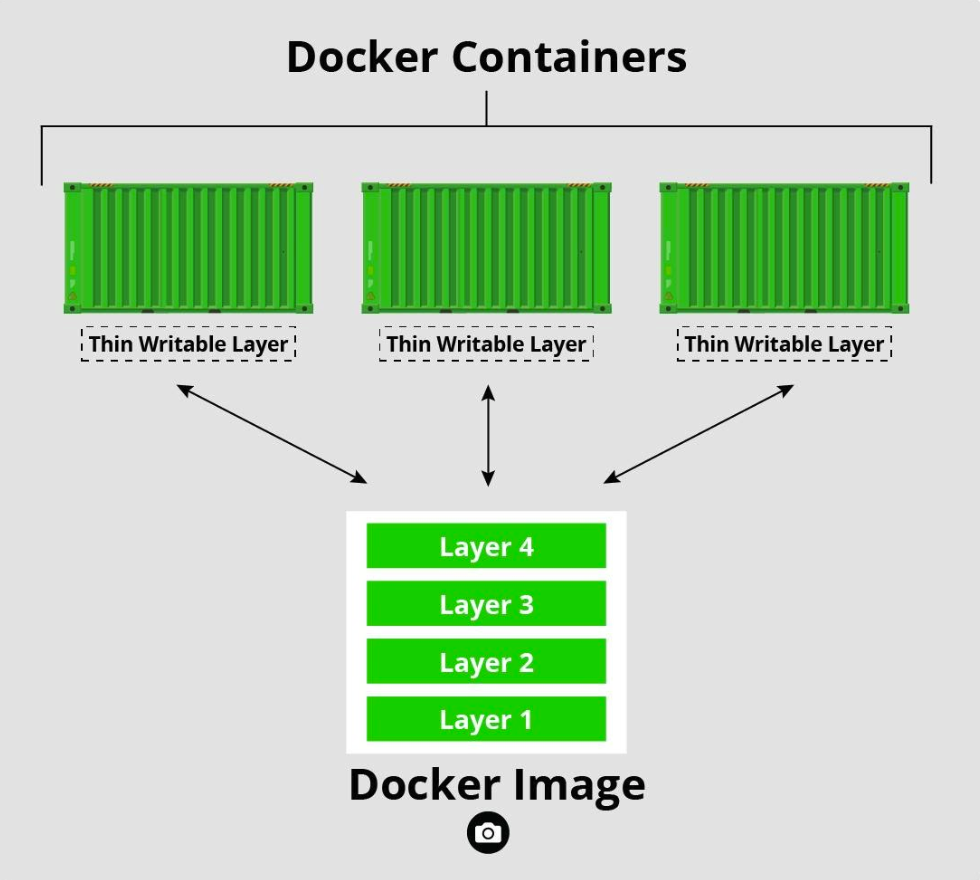 Docker Containers
Thin Writable Layer
Thin Writable Layer
Thin Writable Layer
Layer 4
Layer 3
Layer 2
Layer 1
Docker Image